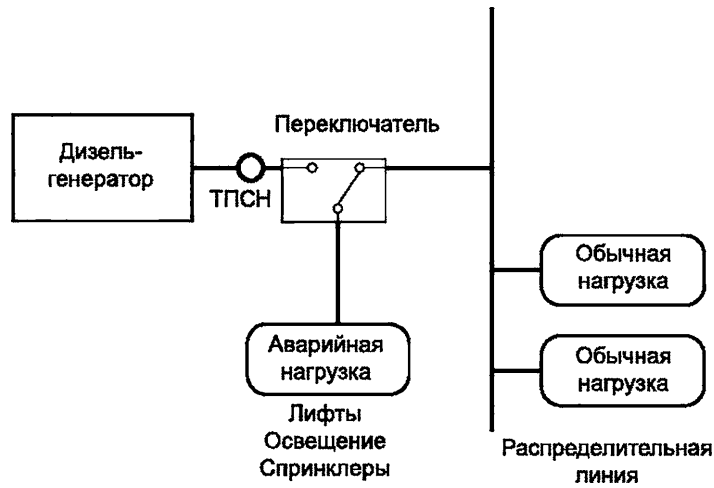 Переключатель
Дизель-
генератор
ТПСН
Обычная
нагрузка
Аварийная
нагрузка
Обычная
нагрузка
Лифты
Освещение
Спринклеры
Распределительная
линия